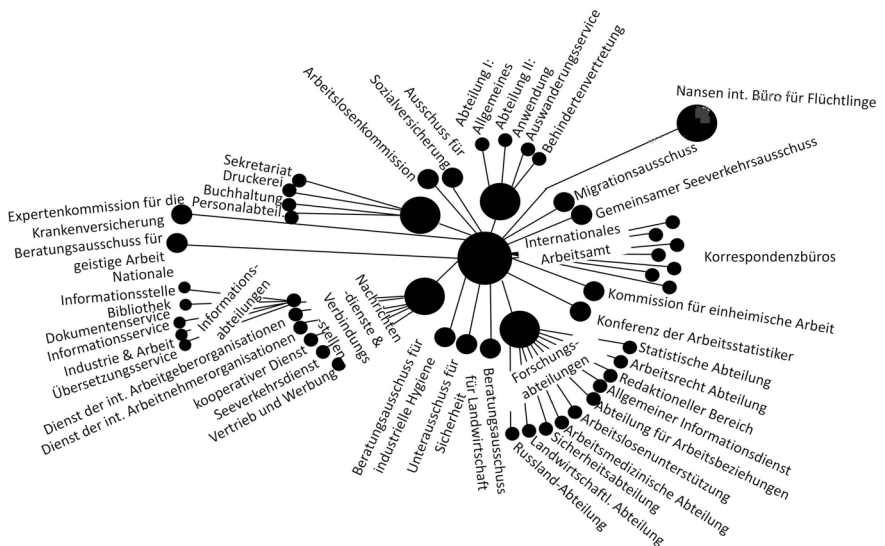 Nansen int. Büro für Flüchtlinge
Abteilung I:
Allgemeines
Abteilung II:
Anwendung
Auswanderungsservice
Behindertenvertretung
Ausschuss für
Sozialversicherung
Arbeitslosenkommission
Migrationsausschuss
Gemeinsamer Seeverkehrsausschuss
Sekretariat
Druckerei
Buchhaltung
Personalabteil.
Expertenkommission für die
Krankenversicherung
Beratungsausschuss für
geistige Arbeit
Internationales
Arbeitsamt
Korrespondenzbüros
Kommission für einheimische Arbeit
Konferenz der Arbeitsstatistiker
Nationale
Informationsstelle
Bibliothek
Dokumentenservice
Informationsservice
Industrie & Arbeit
Übersetzungsservice
Informations-
abteilungen
Nachrichten
-dienste &
Verbindungs
-stellen
Dienst der int. Arbeitgeberorganisationen
Dienst der int. Arbeitnehmerorganisationen
kooperativer Dienst
Seeverkehrsdienst
Vertrieb und Werbung
Beratungsausschuss für
industrielle Hygiene
Unterausschuss für
Sicherheit
Beratungsausschuss
für Landwirtschaft
Forschungs-
abteilungen
Statistische Abteilung
Arbeitsrecht Abteilung
Redaktioneller Bereich
Allgemeiner Informationsdienst
Abteilung für Arbeitsbeziehungen
Arbeitslosenunterstützung
Arbeitsmedizinische Abteilung
Sicherheitsabteilung
Landwirtschaftl. Abteilung
Russland-Abteilung